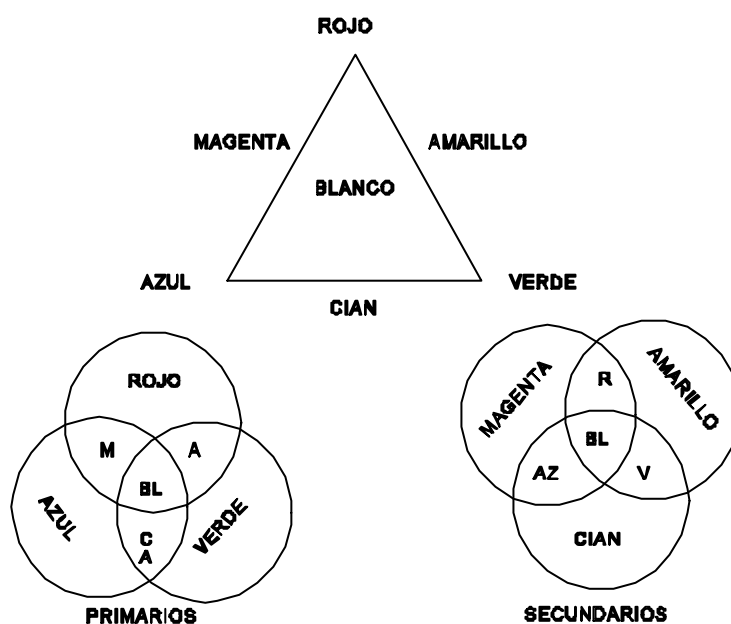 ROJO
MAGENTA
AMARILLO
BLANCO
AZUL
VERDE
CIAN
ROJO
M
A
BL
AZUL
VERDE
C
A
PRIMARIOS
MAGENTA
AMARILLO
R
BL
AZ
V
CIAN
SECUNDARIOS